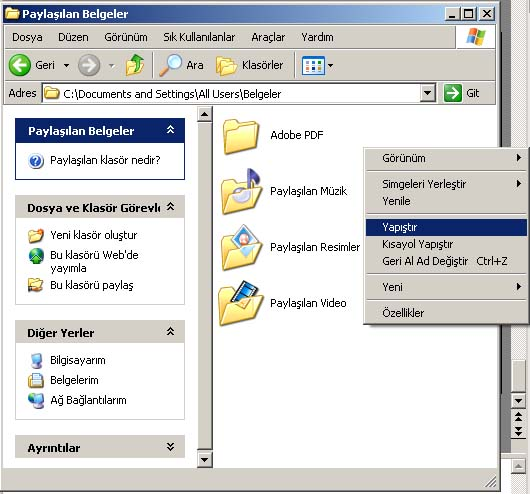 Paylaşılan Belgeler
Dosya Düzen Görünüm Sık Kullanılanlar Araçlar Yardım
Geri Ara Klasörler
Adres C:\Documents and Settings\All Users\Belgeler Git
Paylaşılan Belgeler
Paylaşılan klasör nedir?
Dosya ve Klasör Görevle
Yeni klasör oluştur
Bu klasörü Web'de
yayımla
Bu klasörü paylaş
Diğer Yerler
Bilgisayarım
Belgelerim
Ağ Bağlantılarım
Ayrıntılar
Adobe PDF
Paylaşılan Müzik
Paylaşılan Resimler
Paylaşılan Video
Görünüm
Simgeleri Yerleştir
Yenile
Yapıştır
Kısayol Yapıştır
Geri Al Ad Değiştir Ctrl+Z
Yeni
Özellikler